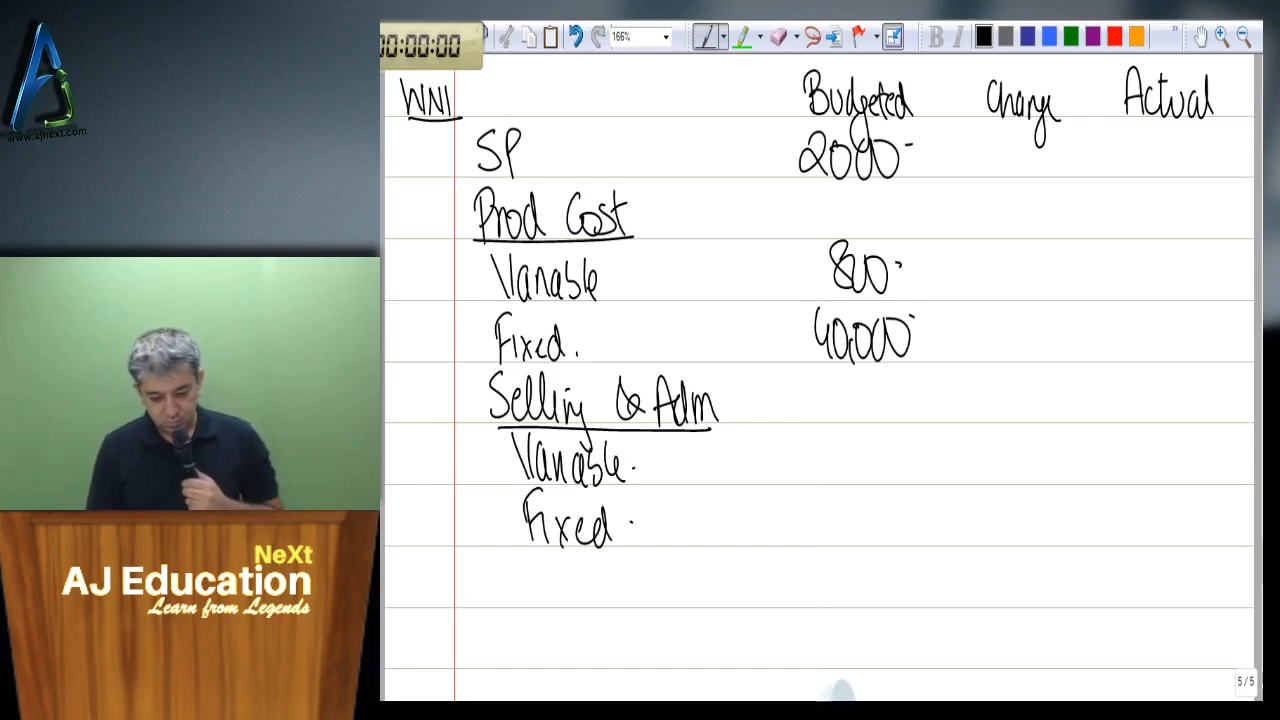 www.ajnext.com
00:00:00
166%
B I
WN1 Budgeted Change Actual
SP 2000-
Prod Cost
Variable 800-
Fixed. 40,000-
Selling & Adm
Variable.
Fixed.
NeXt
AJ Education
Learn from Legends
5/5